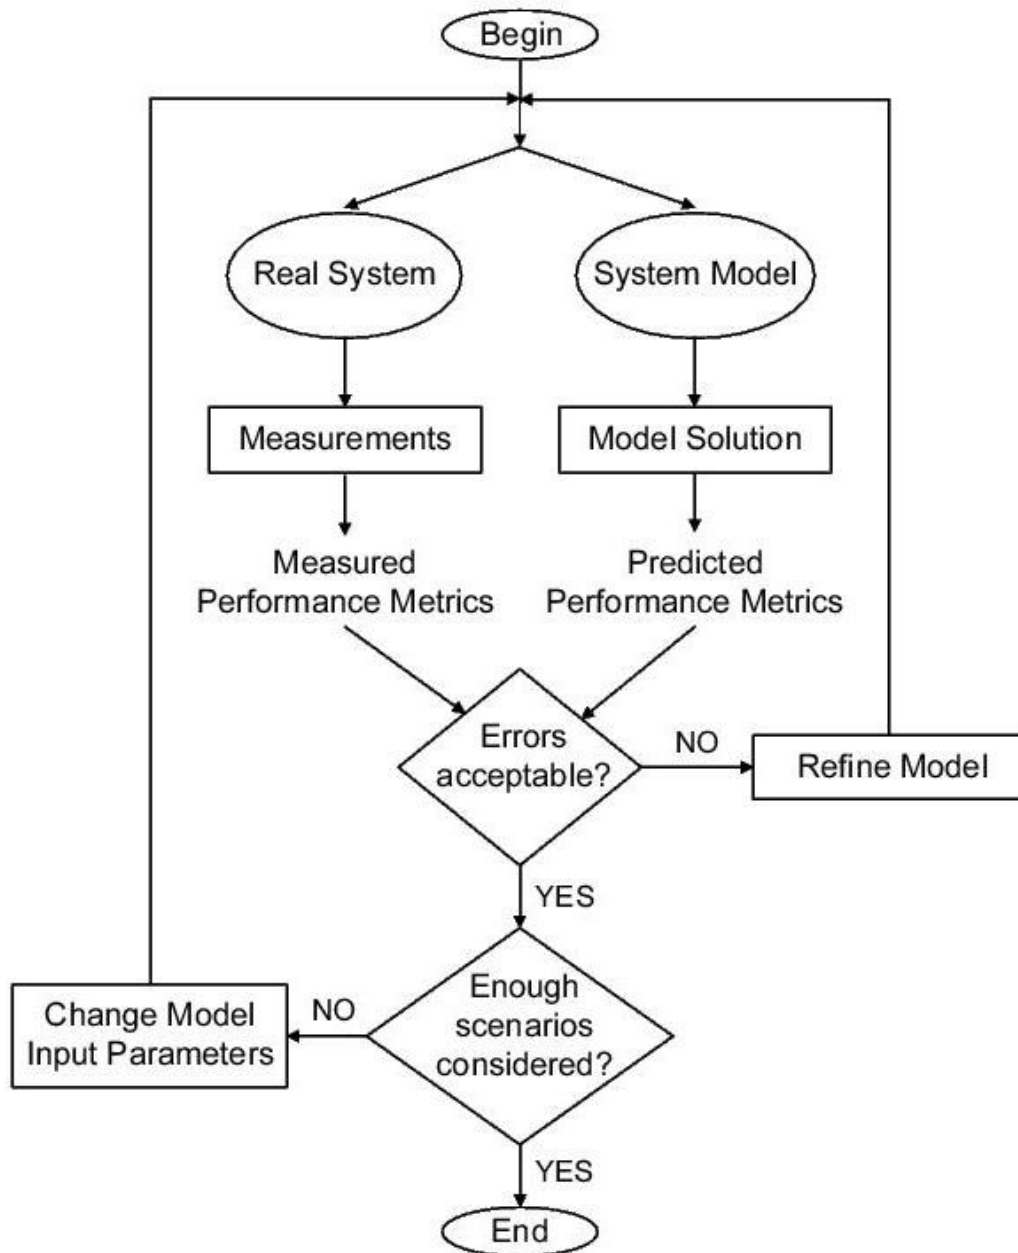 Begin
Real System
System Model
Measurements
Model Solution
Measured
Performance Metrics
Predicted
Performance Metrics
Errors
acceptable?
NO
Refine Model
YES
Enough
scenarios
considered?
NO
Change Model
Input Parameters
YES
End